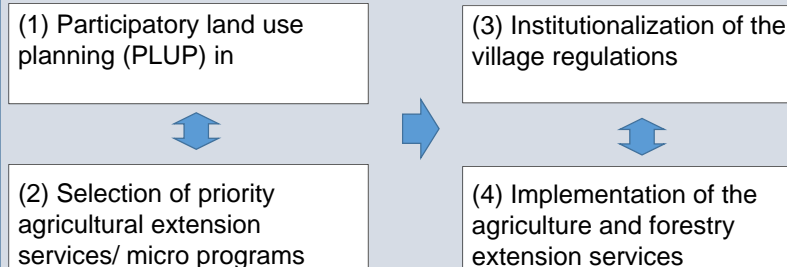 (1) Participatory land use
planning (PLUP) in
(3) Institutionalization of the
village regulations
(2) Selection of priority
agricultural extension
services/ micro programs
(4) Implementation of the
agriculture and forestry
extension services